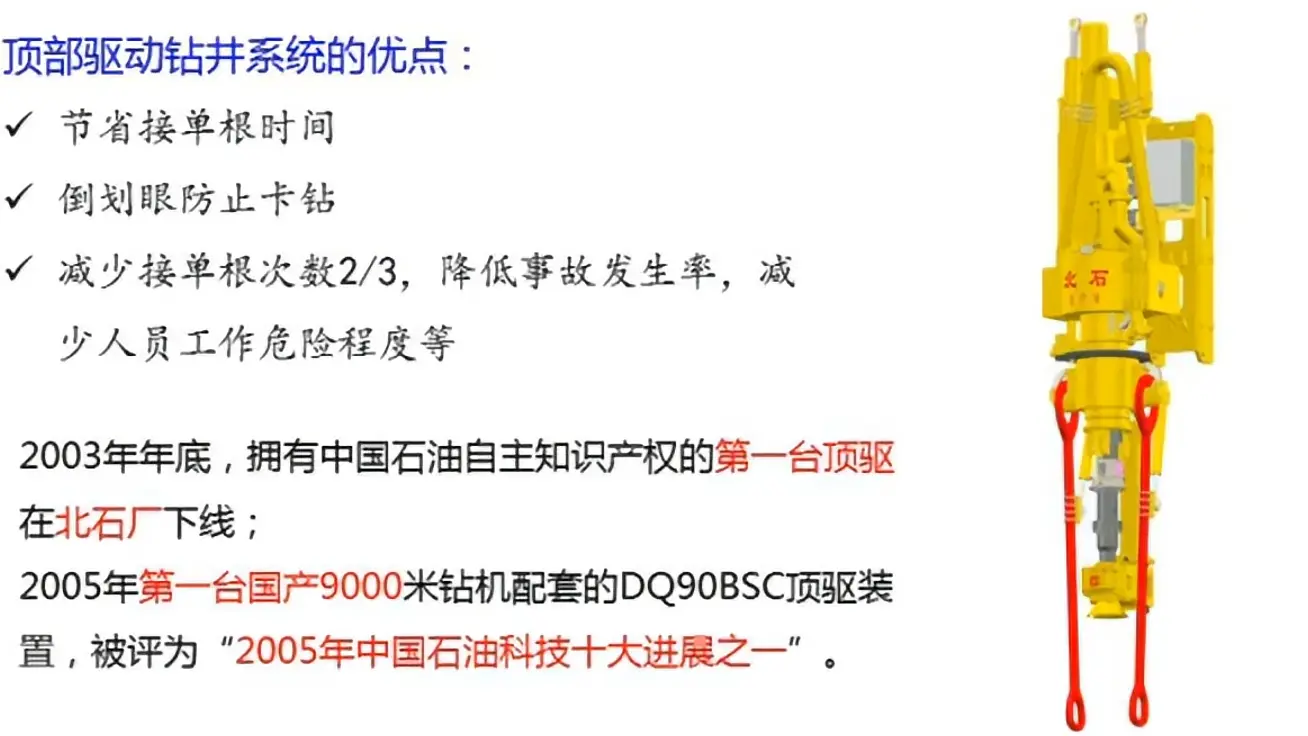 顶部驱动钻井系统的优点：
✓ 节省接单根时间
✓ 倒划眼防止卡钻
✓ 减少接单根次数2/3，降低事故发生率，减
少人员工作危险程度等
北石
2003年年底，拥有中国石油自主知识产权的第一台顶驱
在北石厂下线；
2005年第一台国产9000米钻机配套的DQ90BSC顶驱装
置，被评为“2005年中国石油科技十大进展之一”。